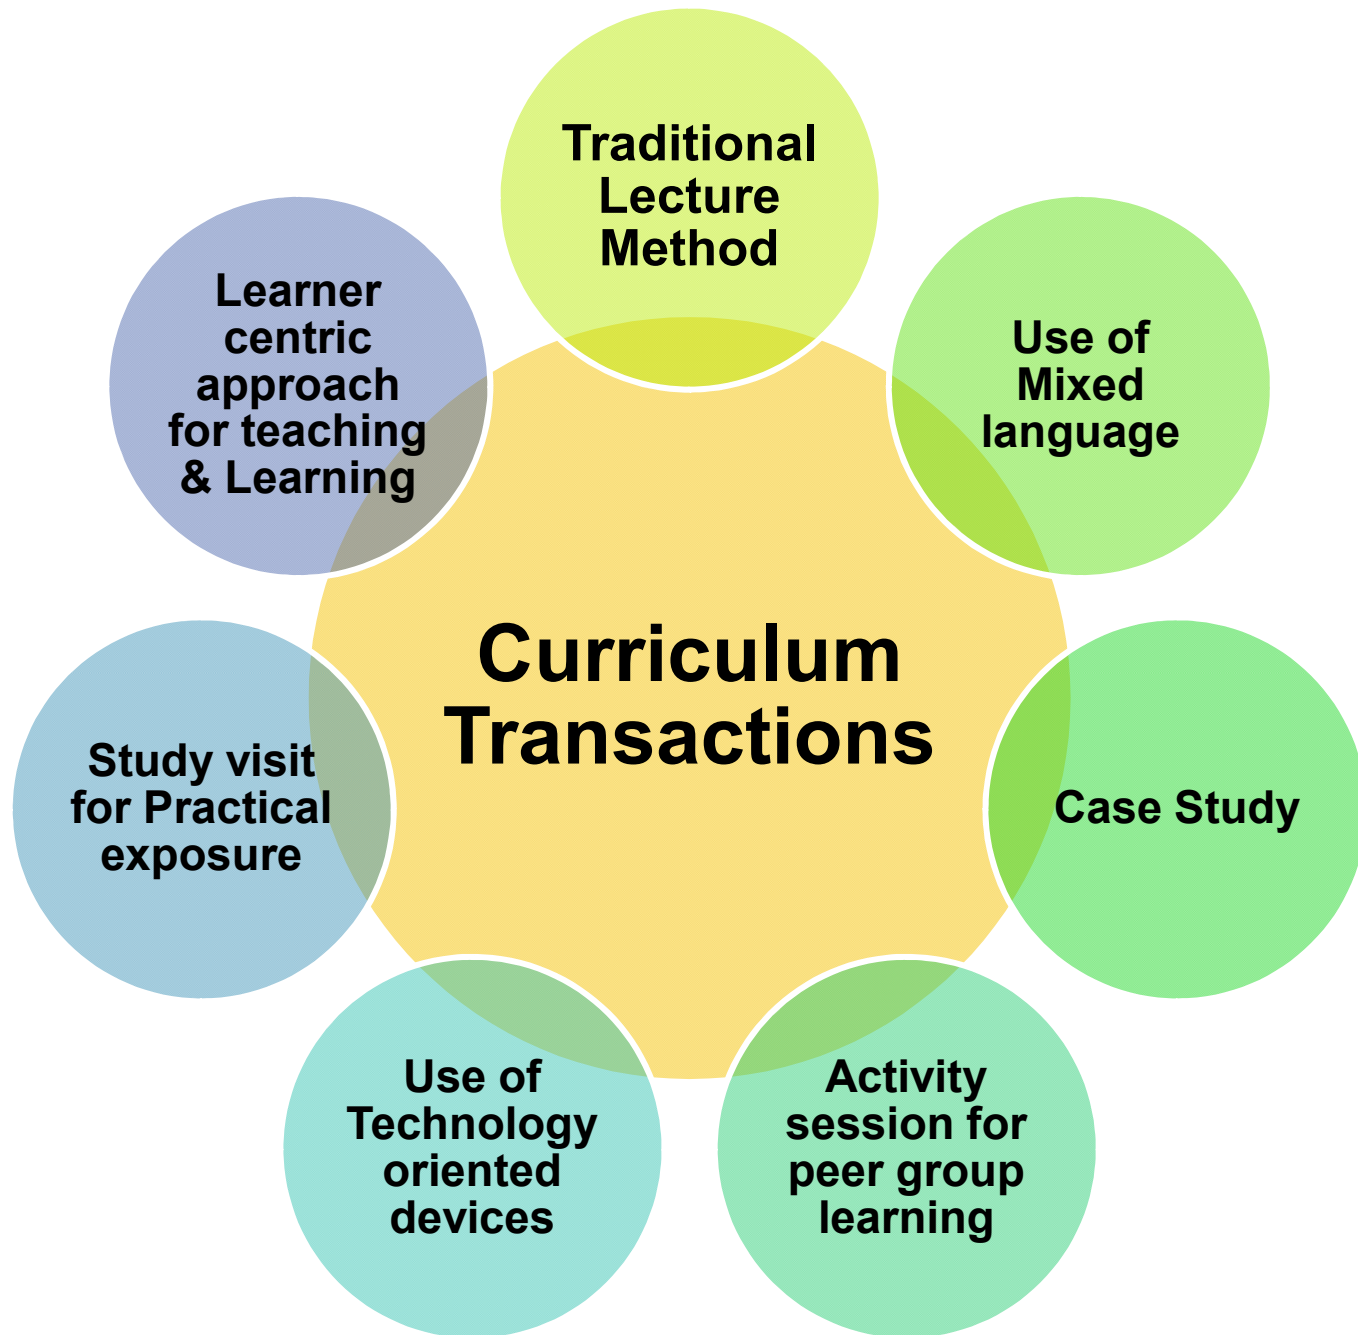 Traditional
Lecture
Method
Use of
Mixed
language
Case Study
Activity
session for
peer group
learning
Use of
Technology
oriented
devices
Study visit
for Practical
exposure
Learner
centric
approach
for teaching
& Learning
Curriculum
Transactions